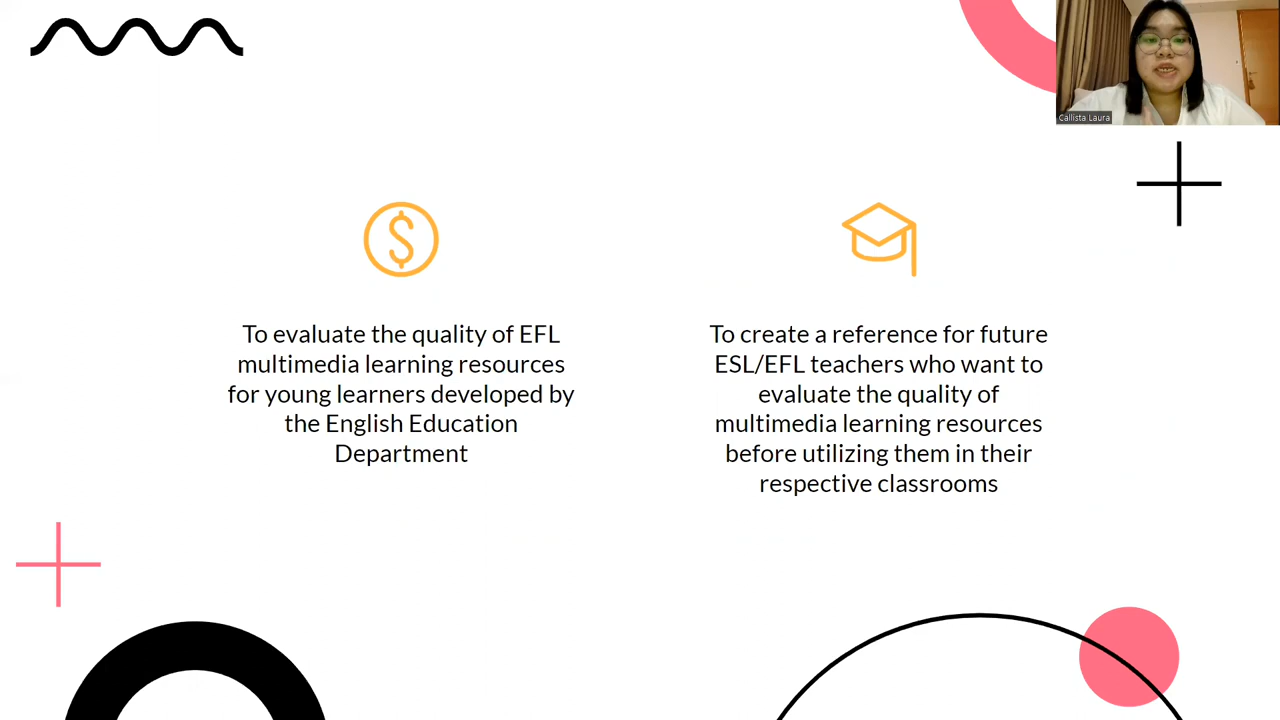 Callista Laura
To evaluate the quality of EFL
multimedia learning resources
for young learners developed by
the English Education
Department
To create a reference for future
ESL/EFL teachers who want to
evaluate the quality of
multimedia learning resources
before utilizing them in their
respective classrooms